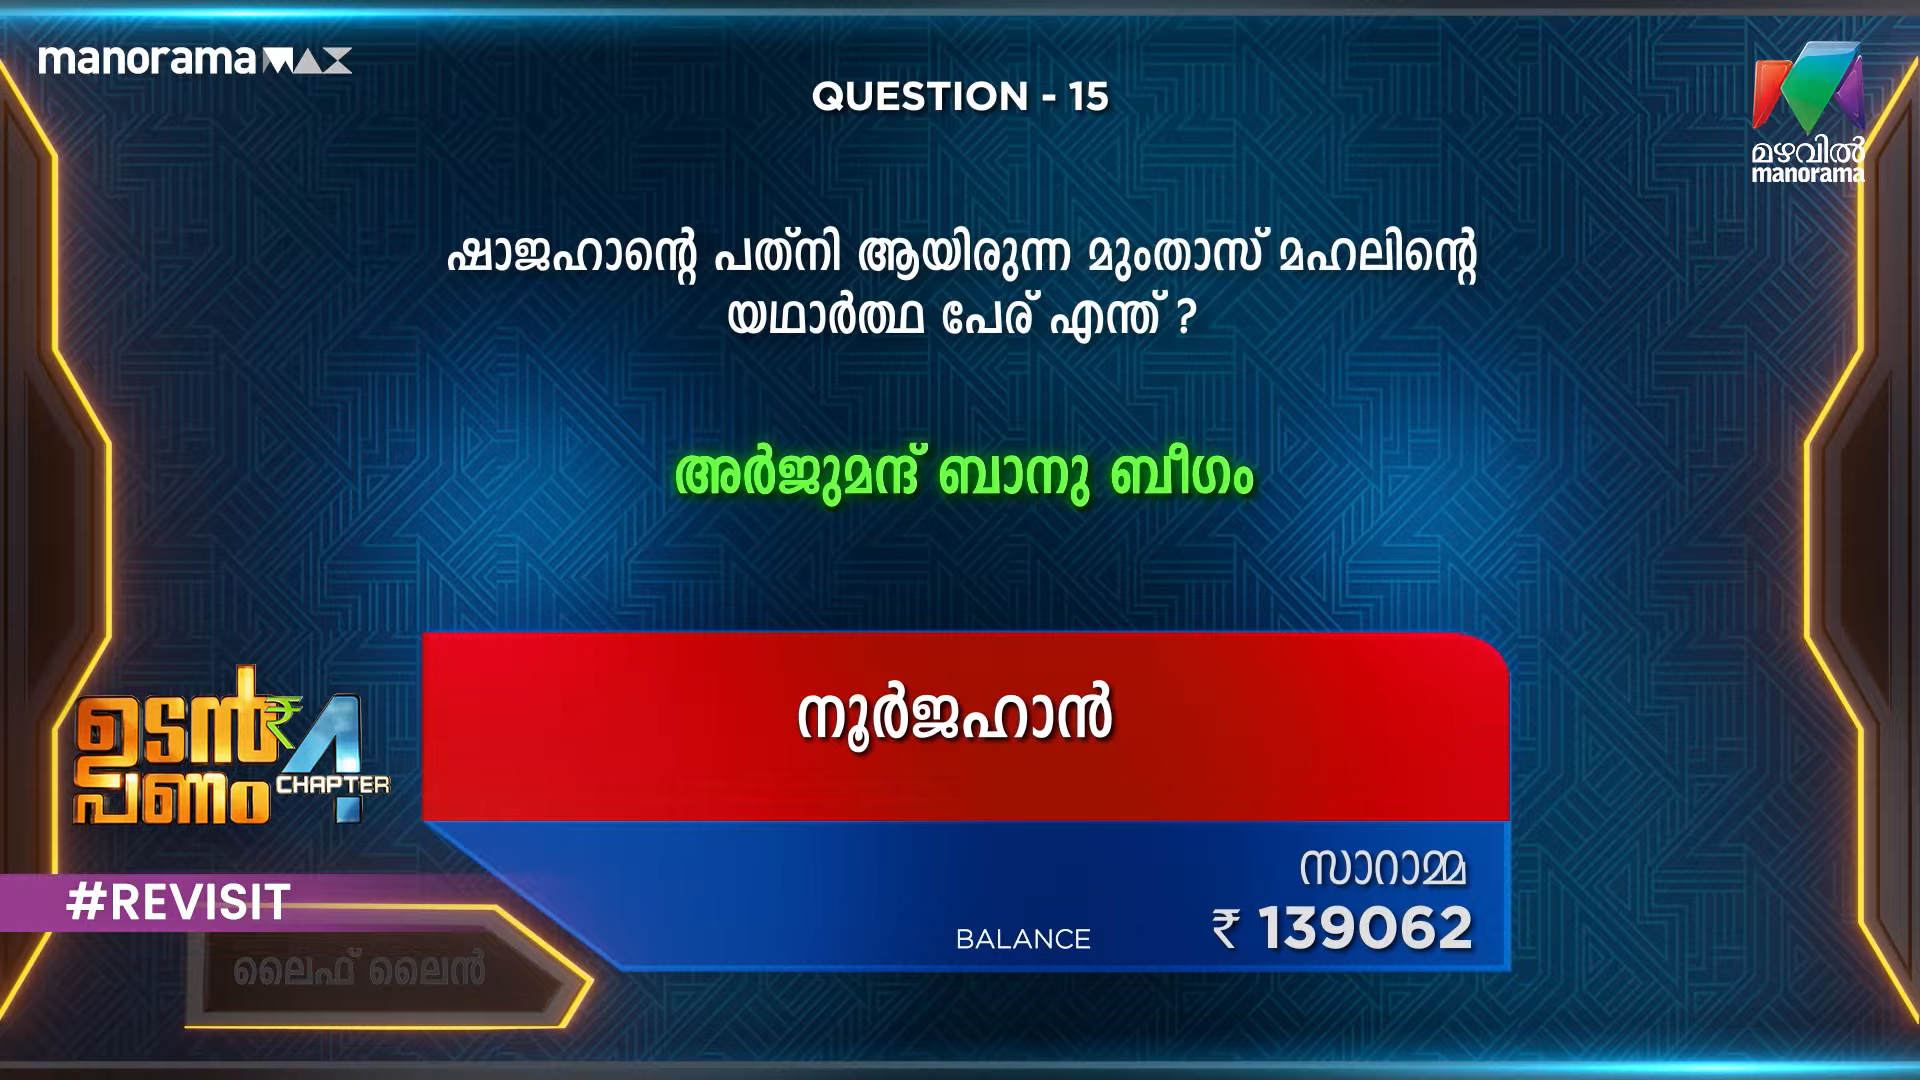 manorama MAX
QUESTION - 15
മഴവിൽ
manorama
ഷാജഹാന്റെ പത്നി ആയിരുന്ന മുംതാസ് മഹലിന്റെ
യഥാർത്ഥ പേര് എന്ത് ?
അർജുമന്ദ് ബാനു ബീഗം
നൂർജഹാൻ
ഉടൻ
പണം
CHAPTER 4
സാറാമ്മ
BALANCE ₹ 139062
#REVISIT
ലൈഫ് ലൈൻ